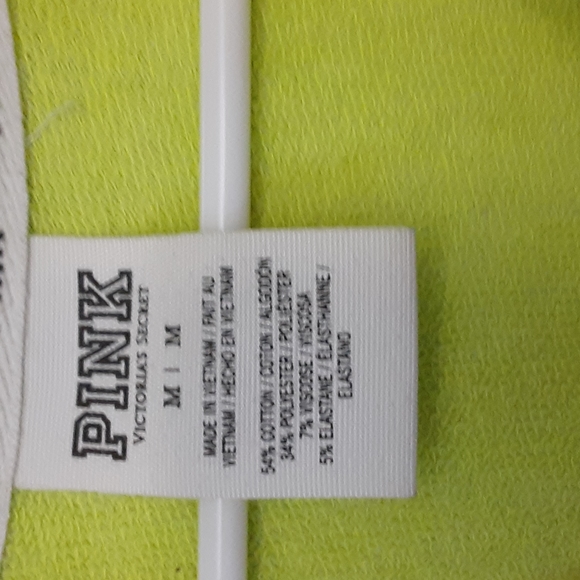 PINK
VICTORIA'S SECRET
M | M
MADE IN VIETNAM / FAIT AU
VIETNAM / HECHO EN VIETNAM
54% COTTON / COTON / ALGODÓN
34% POLYESTER / POLIÉSTER
7% VISCOSE / VISCOSA
5% ELASTANE / ÉLASTHANNE /
ELASTANO